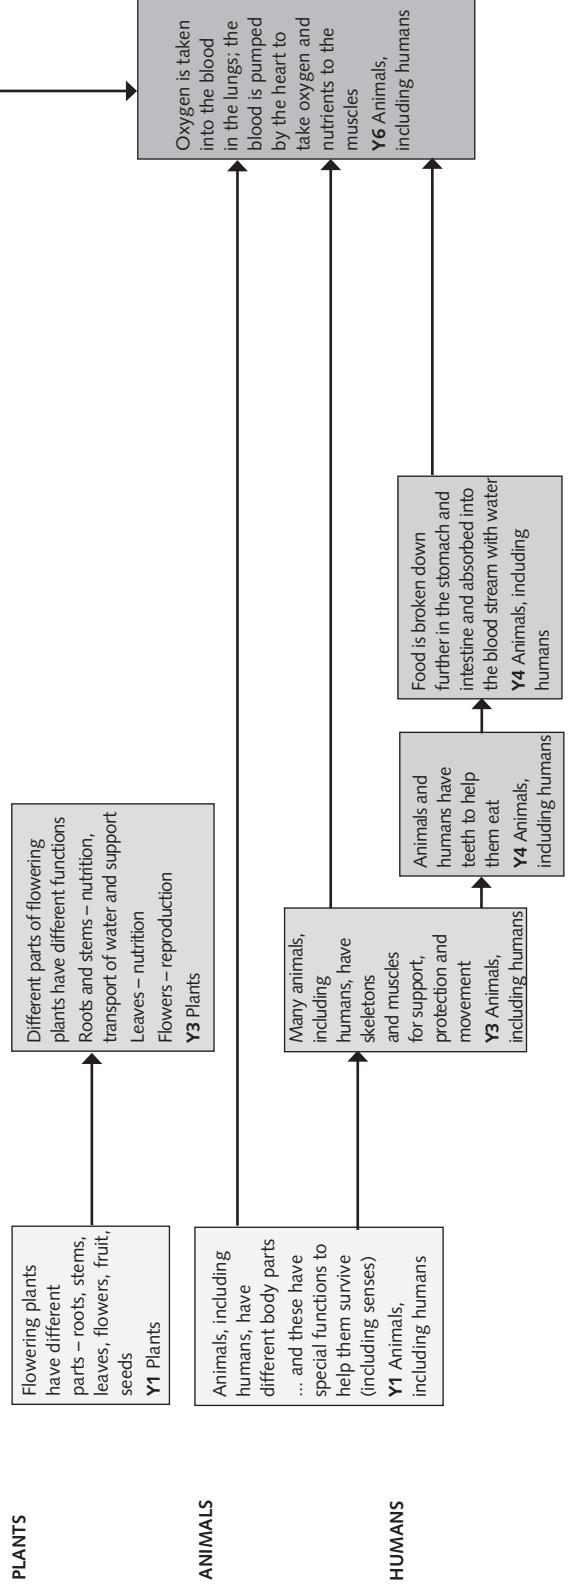 PLANTS
Flowering plants
have different
parts – roots, stems,
leaves, flowers, fruit,
seeds
Y1 Plants
Different parts of flowering
plants have different functions
Roots and stems – nutrition,
transport of water and support
Leaves – nutrition
Flowers – reproduction
Y3 Plants
ANIMALS
Animals, including
humans, have
different body parts
... and these have
special functions to
help them survive
(including senses)
Y1 Animals,
including humans
HUMANS
Many animals,
including
humans, have
skeletons
and muscles
for support,
protection and
movement
Y3 Animals,
including humans
Animals and
humans have
teeth to help
them eat
Y4 Animals,
including humans
Food is broken down
further in the stomach and
intestine and absorbed into
the blood stream with water
Y4 Animals, including
humans
Oxygen is taken
into the blood
in the lungs; the
blood is pumped
by the heart to
take oxygen and
nutrients to the
muscles
Y6 Animals,
including humans